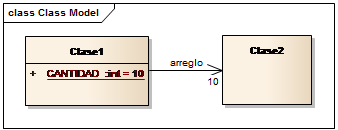 class Class Model
Clase1
+ CANTIDAD :int = 10
arreglo
10
Clase2